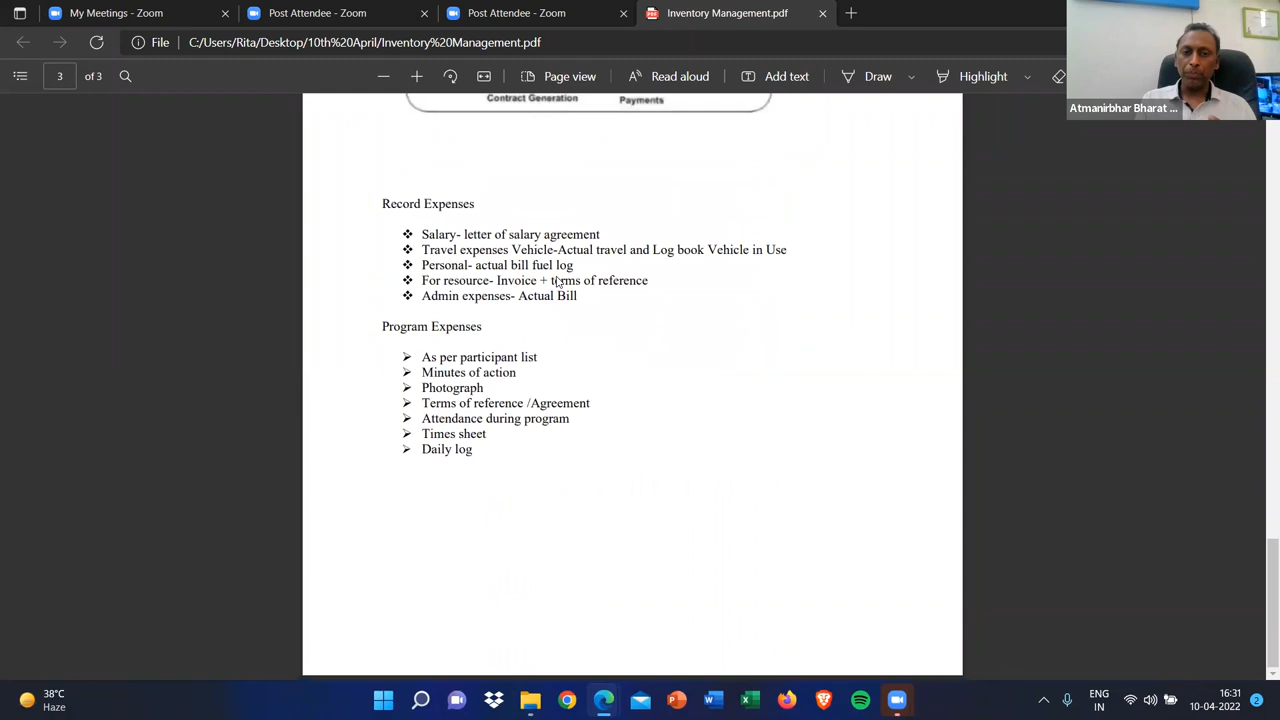 My Meetings - Zoom
Post Attendee - Zoom
Post Attendee - Zoom
Inventory Management.pdf
File
C:/Users/Rita/Desktop/10th%20April/Inventory%20Management.pdf
3
of 3
Page view
Read aloud
Add text
Draw
Highlight
Atmanirbhar Bharat ...
Contract Generation
Payments
Record Expenses
❖ Salary- letter of salary agreement
❖ Travel expenses Vehicle-Actual travel and Log book Vehicle in Use
❖ Personal- actual bill fuel log
❖ For resource- Invoice + terms of reference
❖ Admin expenses- Actual Bill
Program Expenses
➢ As per participant list
➢ Minutes of action
➢ Photograph
➢ Terms of reference /Agreement
➢ Attendance during program
➢ Times sheet
➢ Daily log
38°C
Haze
ENG
IN
16:31
10-04-2022
2